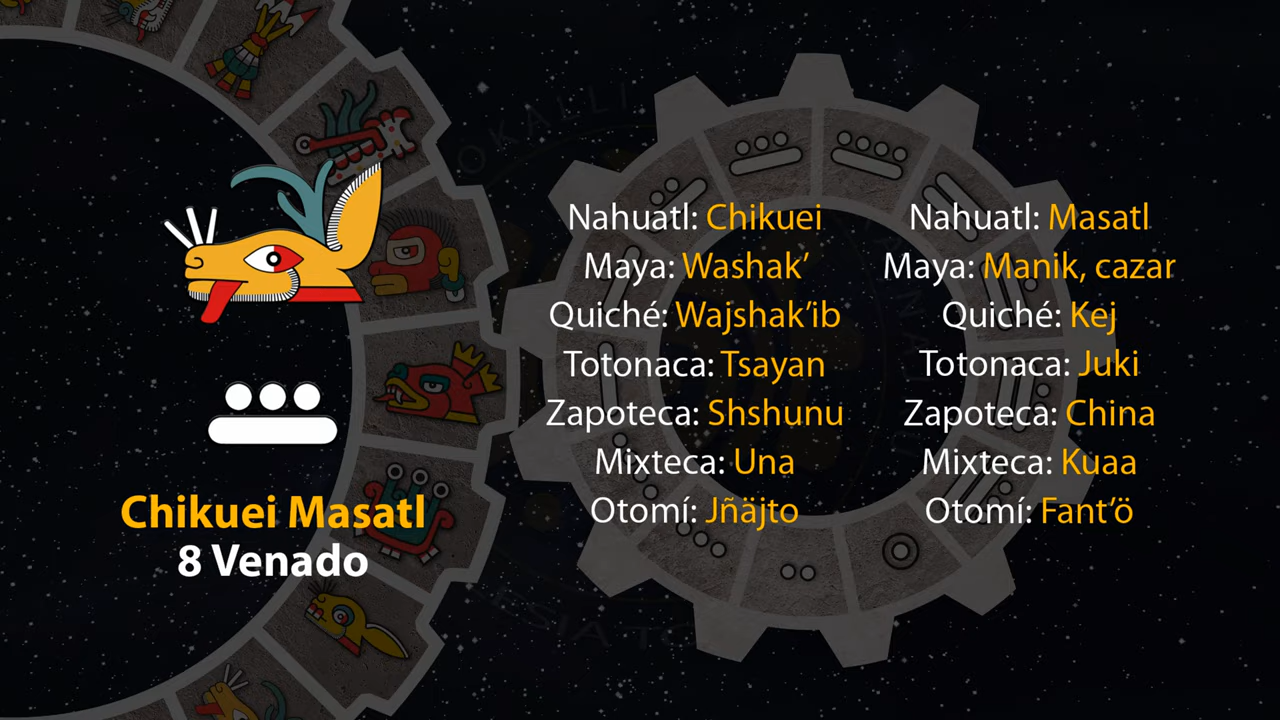 Chikuei Masatl
8 Venado
Nahuatl: Chikuei
Maya: Washak’
Quiché: Wajshak’ib
Totonaca: Tsayan
Zapoteca: Shshunu
Mixteca: Una
Otomí: Jñäjto
Nahuatl: Masatl
Maya: Manik, cazar
Quiché: Kej
Totonaca: Juki
Zapoteca: China
Mixteca: Kuaa
Otomí: Fant’ö